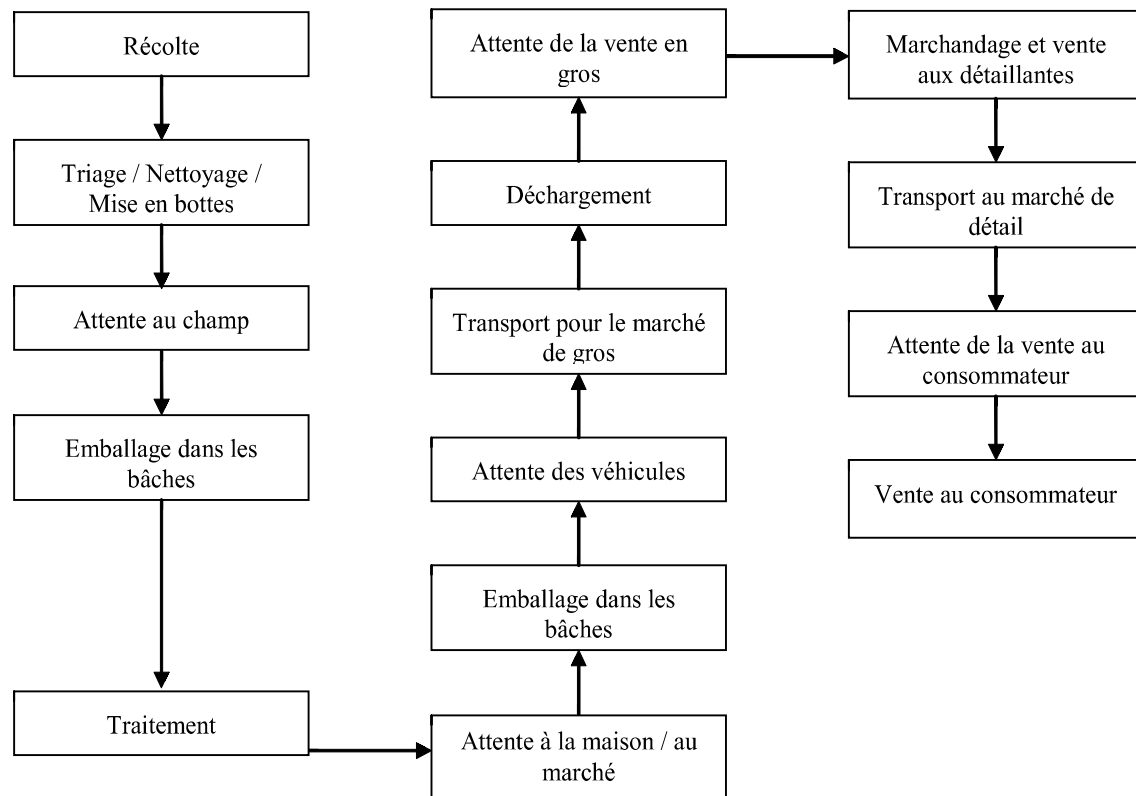 Récolte
Triage / Nettoyage /
Mise en bottes
Attente au champ
Emballage dans les
bâches
Traitement
Attente à la maison / au
marché
Emballage dans les
bâches
Attente des véhicules
Transport pour le marché
de gros
Déchargement
Attente de la vente en
gros
Marchandage et vente
aux détaillantes
Transport au marché de
détail
Attente de la vente au
consommateur
Vente au consommateur